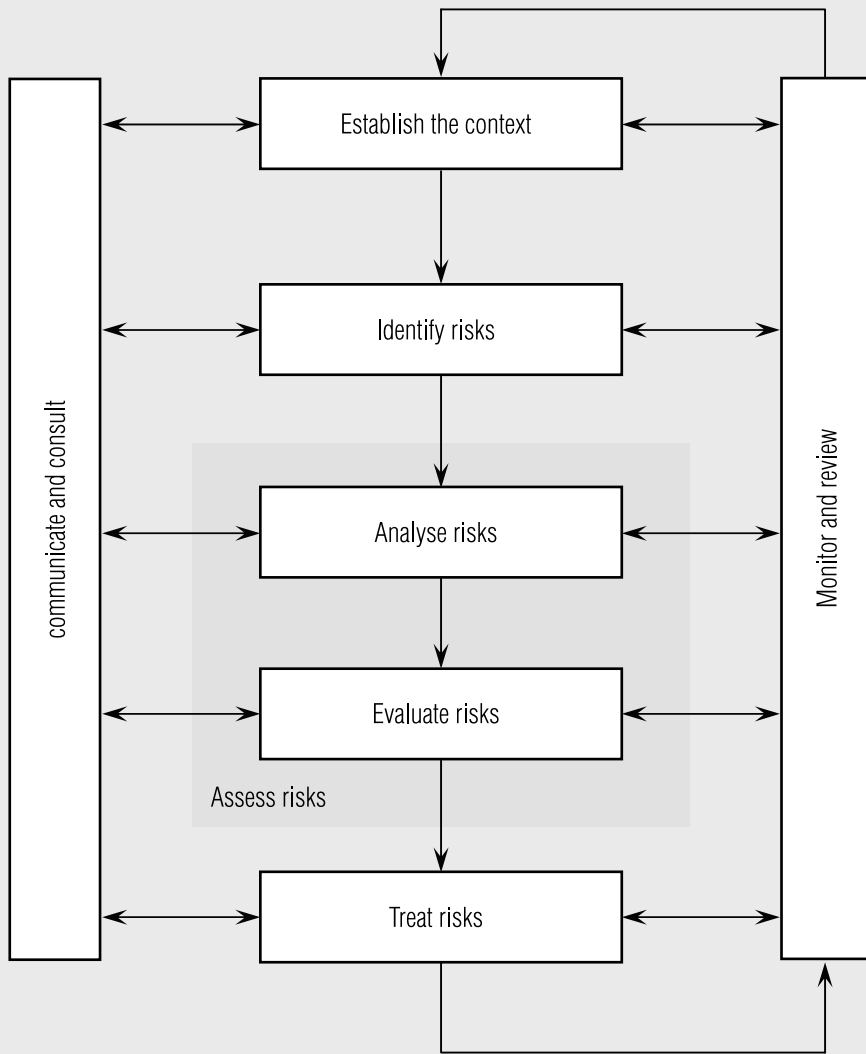 Establish the context
Identify risks
communicate and consult
Analyse risks
Monitor and review
Evaluate risks
Assess risks
Treat risks